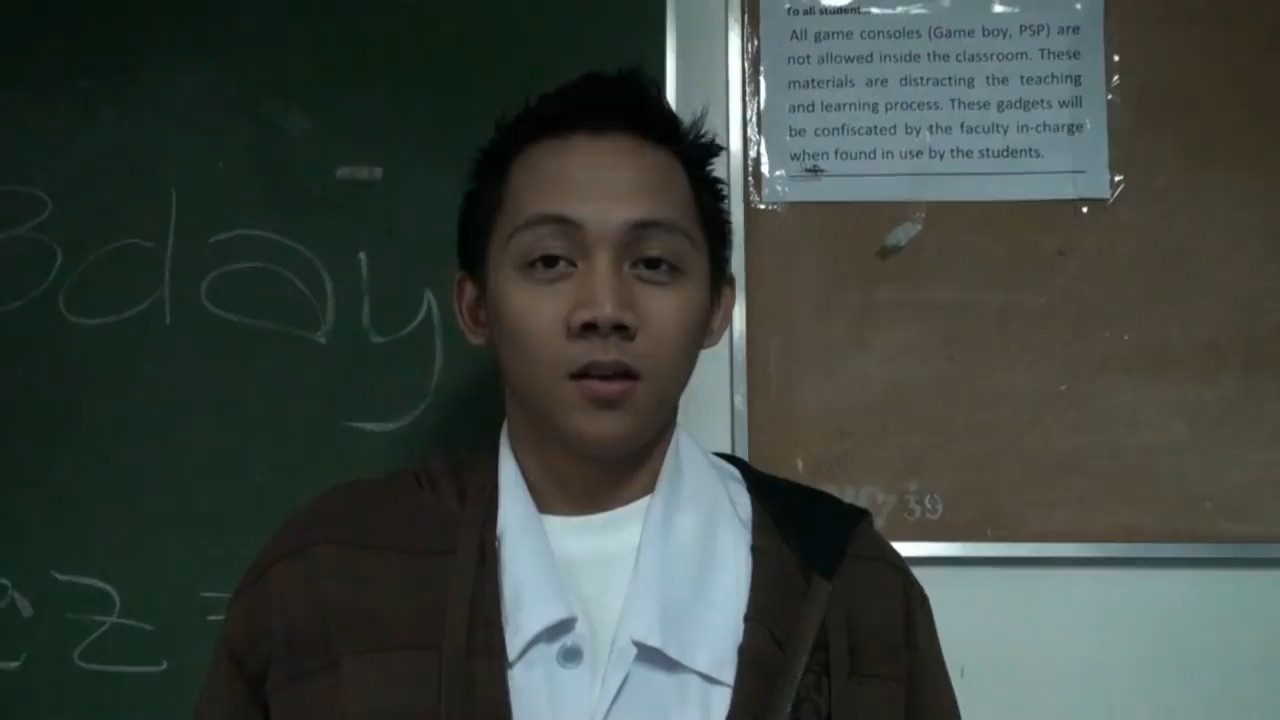 To all student
All game consoles (Game boy, PSP) are
not allowed inside the classroom. These
materials are distracting the teaching
and learning process. These gadgets will
be confiscated by the faculty in-charge
when found in use by the students.
Bday
39